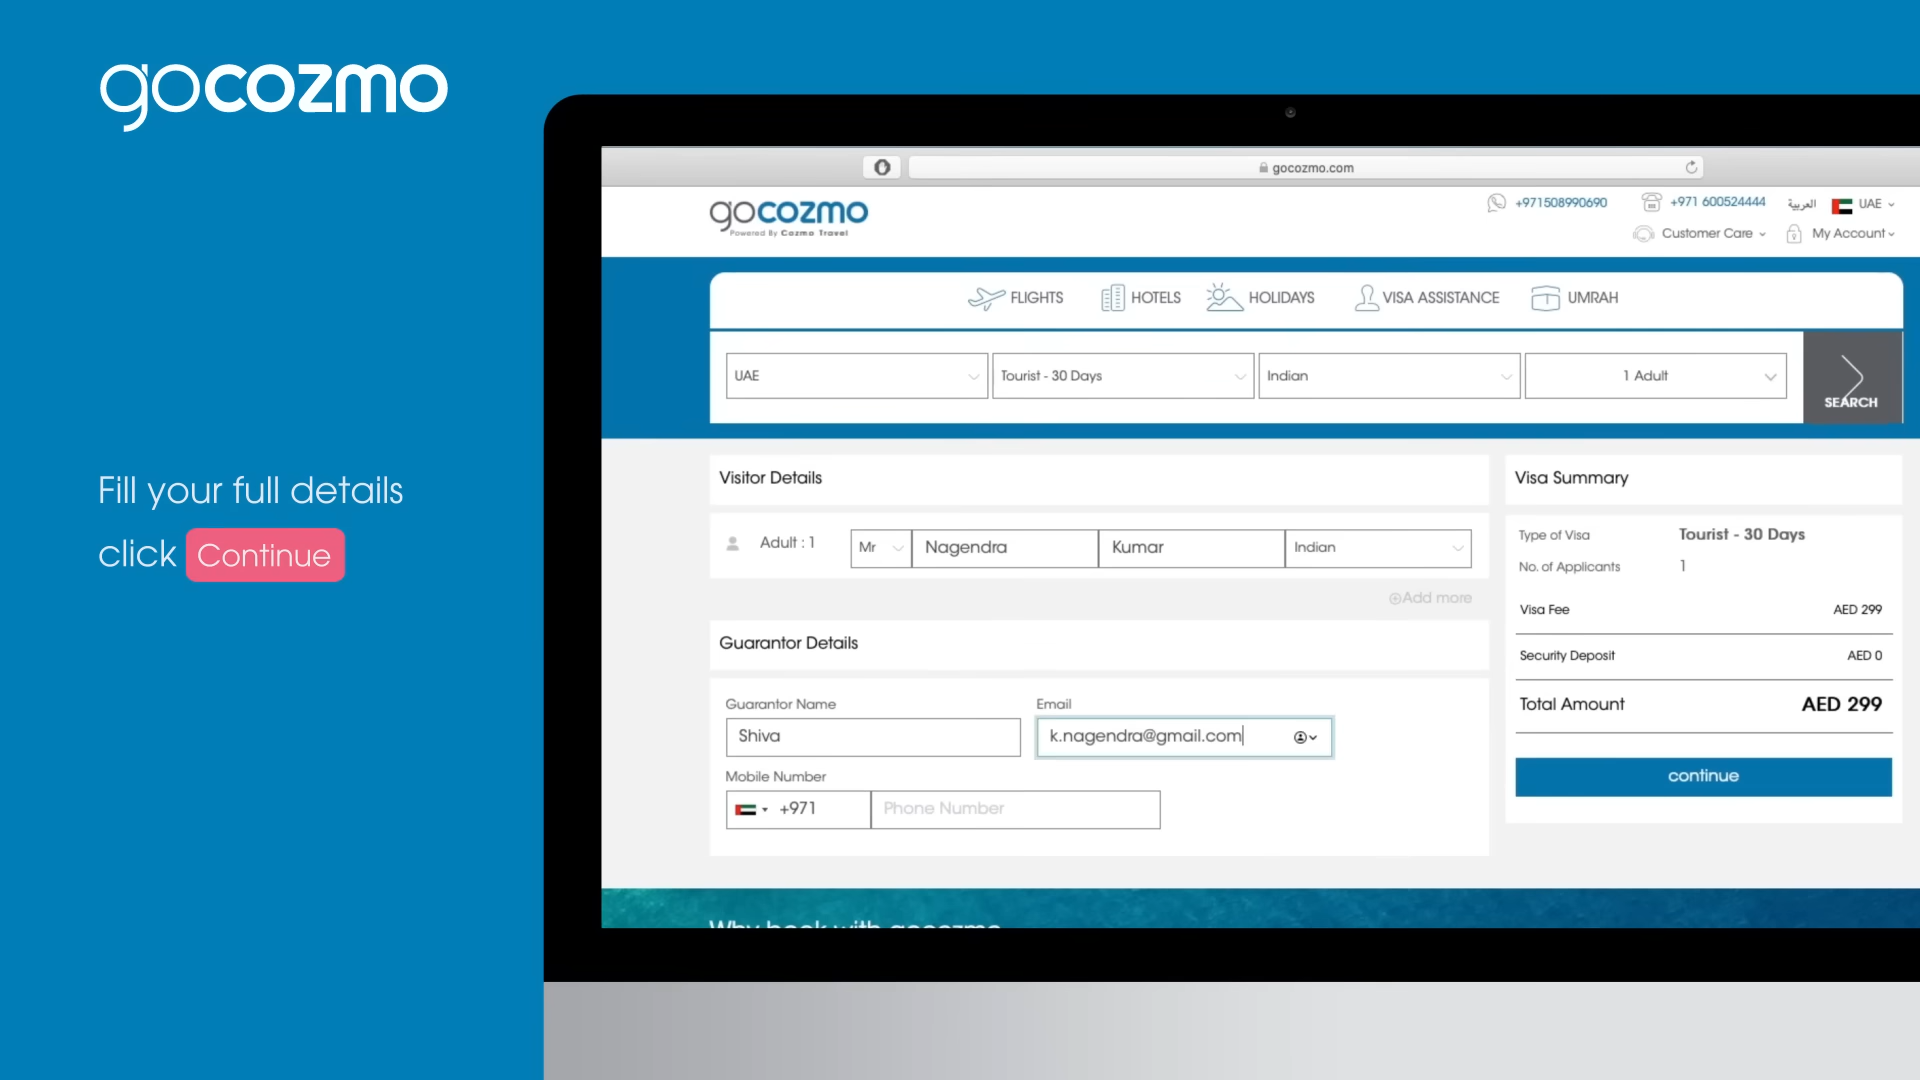 gocozmo
Fill your full details
click Continue
gocozmo.com
gocozmo
Powered By Cozmo Travel
+971508990690
+971 600524444
العربية
UAE
Customer Care
My Account
FLIGHTS
HOTELS
HOLIDAYS
VISA ASSISTANCE
UMRAH
UAE
Tourist - 30 Days
Indian
1 Adult
SEARCH
Visitor Details
Adult : 1
Mr
Nagendra
Kumar
Indian
Add more
Guarantor Details
Guarantor Name
Email
Shiva
k.nagendra@gmail.com
Mobile Number
+971
Phone Number
Visa Summary
Type of Visa Tourist - 30 Days
No. of Applicants 1
Visa Fee AED 299
Security Deposit AED 0
Total Amount AED 299
continue
Why book with gocozmo